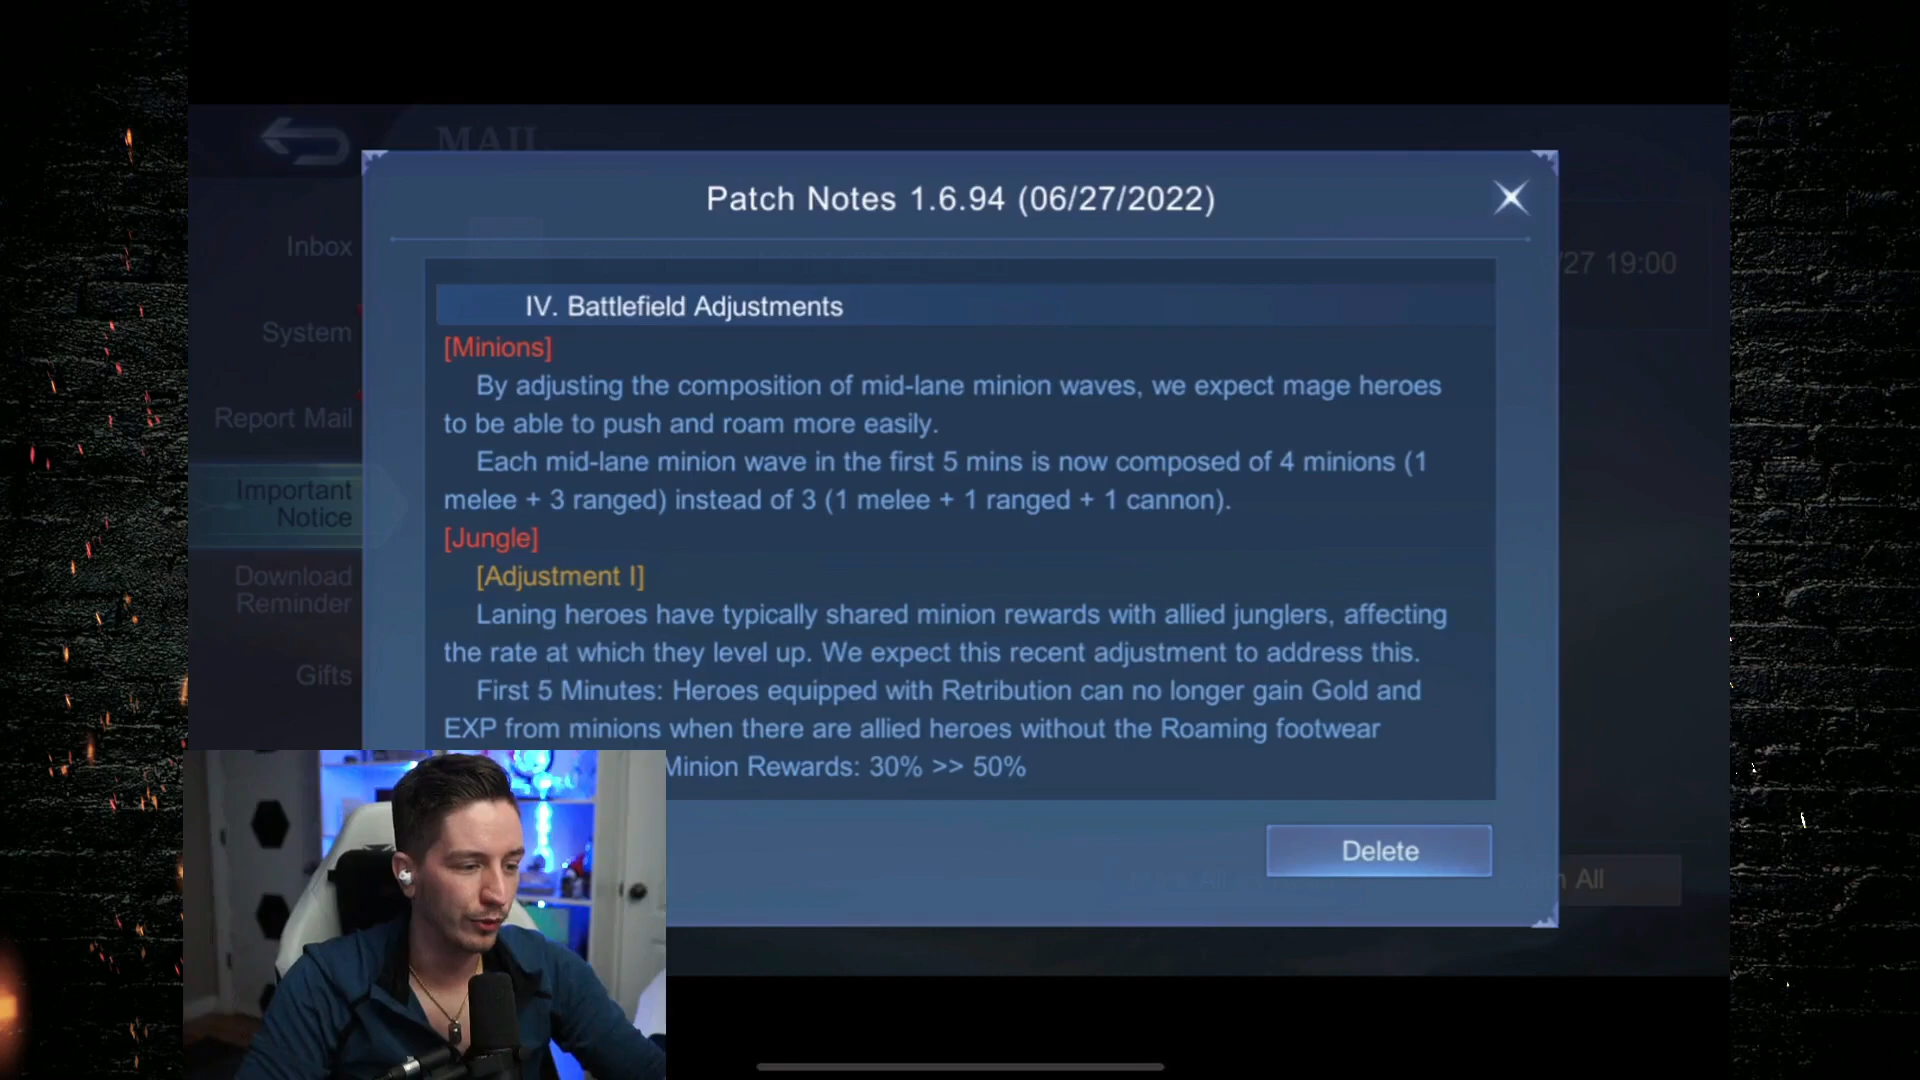 MAIL
Patch Notes 1.6.94 (06/27/2022)
Inbox
/27 19:00
System
Report Mail
Important
Notice
Download
Reminder
Gifts
IV. Battlefield Adjustments
[Minions]
By adjusting the composition of mid-lane minion waves, we expect mage heroes
to be able to push and roam more easily.
Each mid-lane minion wave in the first 5 mins is now composed of 4 minions (1
melee + 3 ranged) instead of 3 (1 melee + 1 ranged + 1 cannon).
[Jungle]
[Adjustment I]
Laning heroes have typically shared minion rewards with allied junglers, affecting
the rate at which they level up. We expect this recent adjustment to address this.
First 5 Minutes: Heroes equipped with Retribution can no longer gain Gold and
EXP from minions when there are allied heroes without the Roaming footwear
Minion Rewards: 30% >> 50%
Delete
All